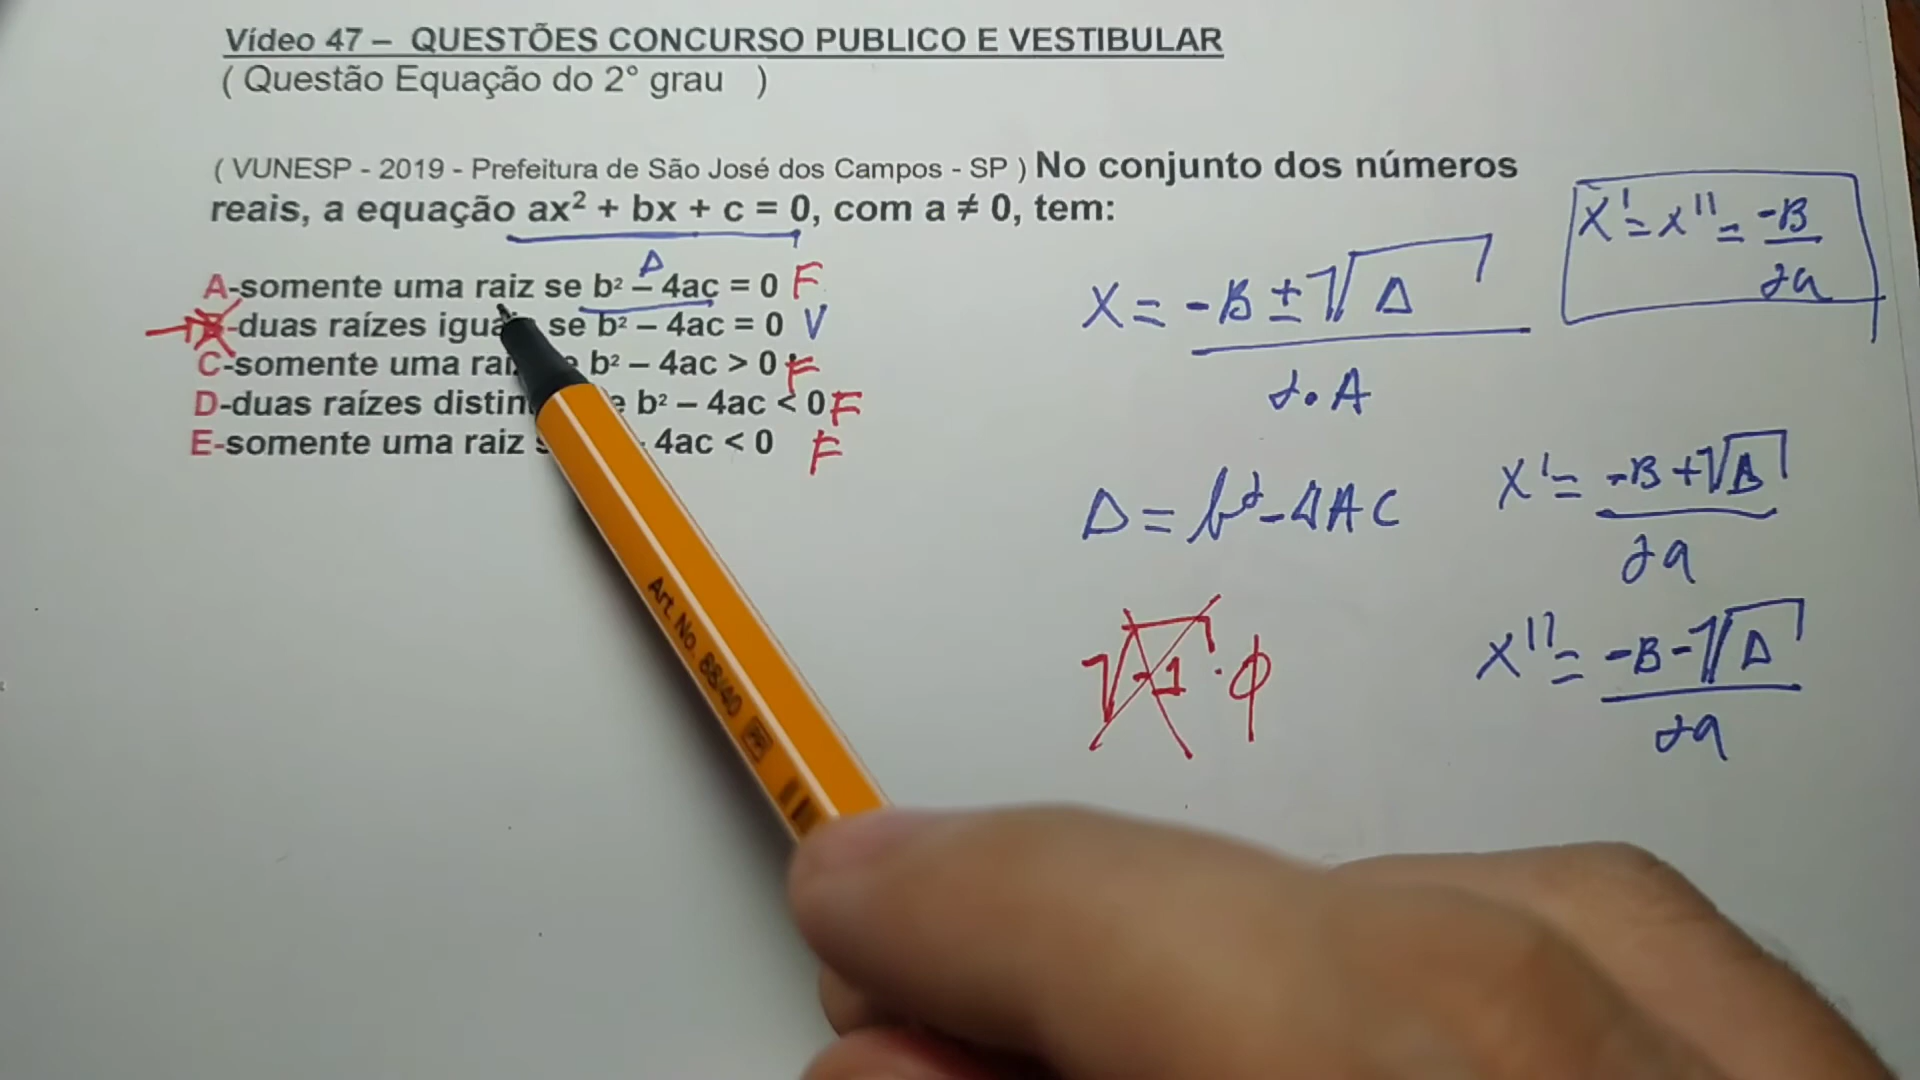 Vídeo 47 – QUESTÕES CONCURSO PUBLICO E VESTIBULAR
( Questão Equação do 2° grau )
( VUNESP - 2019 - Prefeitura de São José dos Campos - SP ) No conjunto dos números
reais, a equação ax² + bx + c = 0, com a ≠ 0, tem:
Δ
A-somente uma raiz se b² – 4ac = 0 F
B-duas raízes iguais se b² – 4ac = 0 V
C-somente uma raiz se b² – 4ac > 0 F
D-duas raízes distin e b² – 4ac < 0 F
E-somente uma raiz s 4ac < 0 F
X' = X'' = -B
2a
X = -B ± √Δ
2.A
Δ = b² - 4AC
X' = -B + √Δ
2a
√-1 . ϕ
X'' = -B - √Δ
2a
Art. No. 88/40